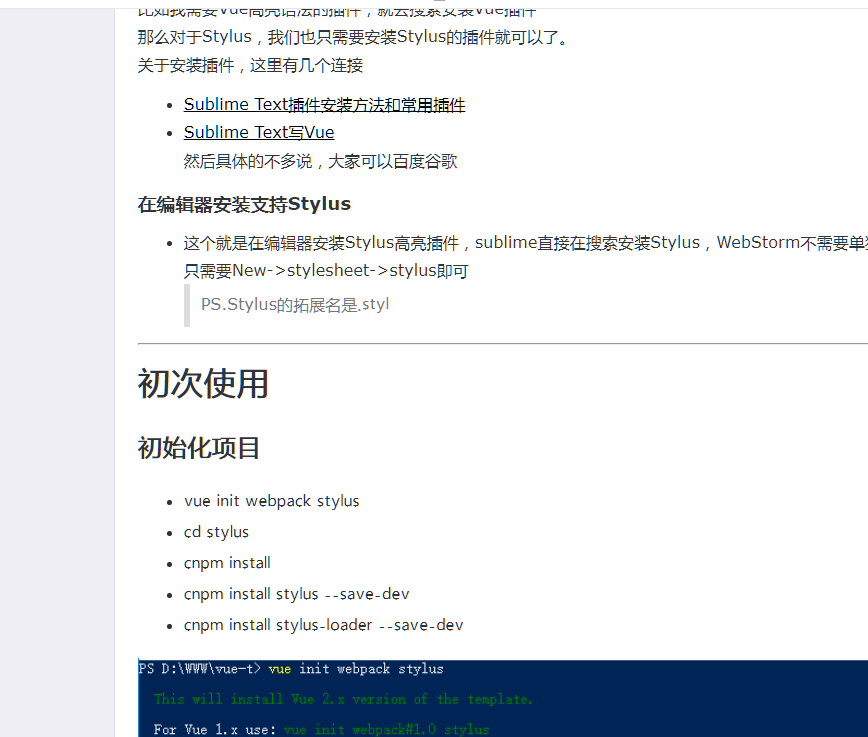 比如我需要Vue高亮语法的插件，就去搜索安装Vue插件
那么对于Stylus，我们也只需要安装Stylus的插件就可以了。
关于安装插件，这里有几个连接
Sublime Text插件安装方法和常用插件
Sublime Text写Vue
然后具体的不多说，大家可以百度谷歌
在编辑器安装支持Stylus
这个就是在编辑器安装Stylus高亮插件，sublime直接在搜索安装Stylus，WebStorm不需要单
只需要New->stylesheet->stylus即可
PS.Stylus的拓展名是.styl
初次使用
初始化项目
vue init webpack stylus
cd stylus
cnpm install
cnpm install stylus --save-dev
cnpm install stylus-loader --save-dev
PS D:\WWW\vue-t> vue init webpack stylus
This will install Vue 2.x version of the template.
For Vue 1.x use: vue init webpack#1.0 stylus